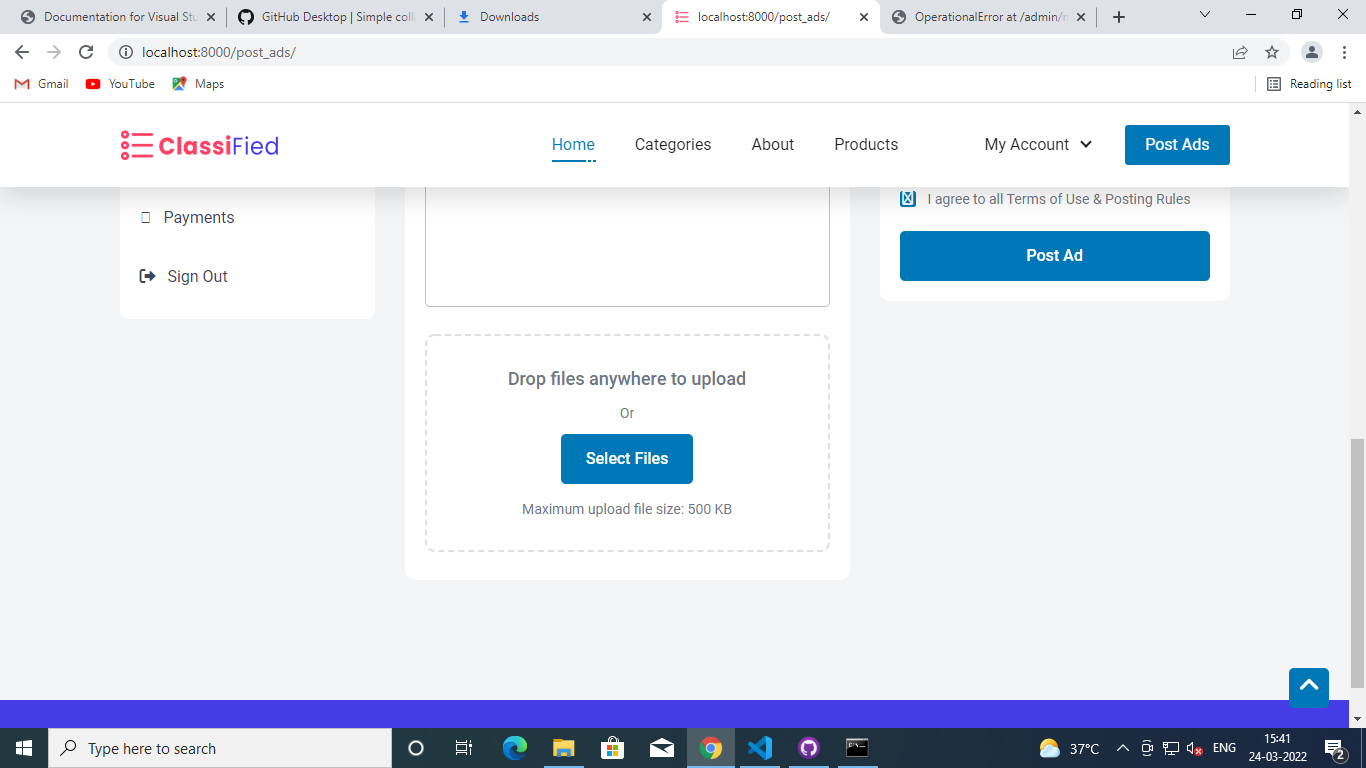 Documentation for Visual Stu
GitHub Desktop | Simple coll
Downloads
localhost:8000/post_ads/
OperationalError at /admin/
localhost:8000/post_ads/
Gmail
YouTube
Maps
Reading list
ClassiFied
Home
Categories
About
Products
My Account
Post Ads
Payments
Sign Out
I agree to all Terms of Use & Posting Rules
Post Ad
Drop files anywhere to upload
Or
Select Files
Maximum upload file size: 500 KB
Type here to search
37°C
ENG
15:41
24-03-2022
2